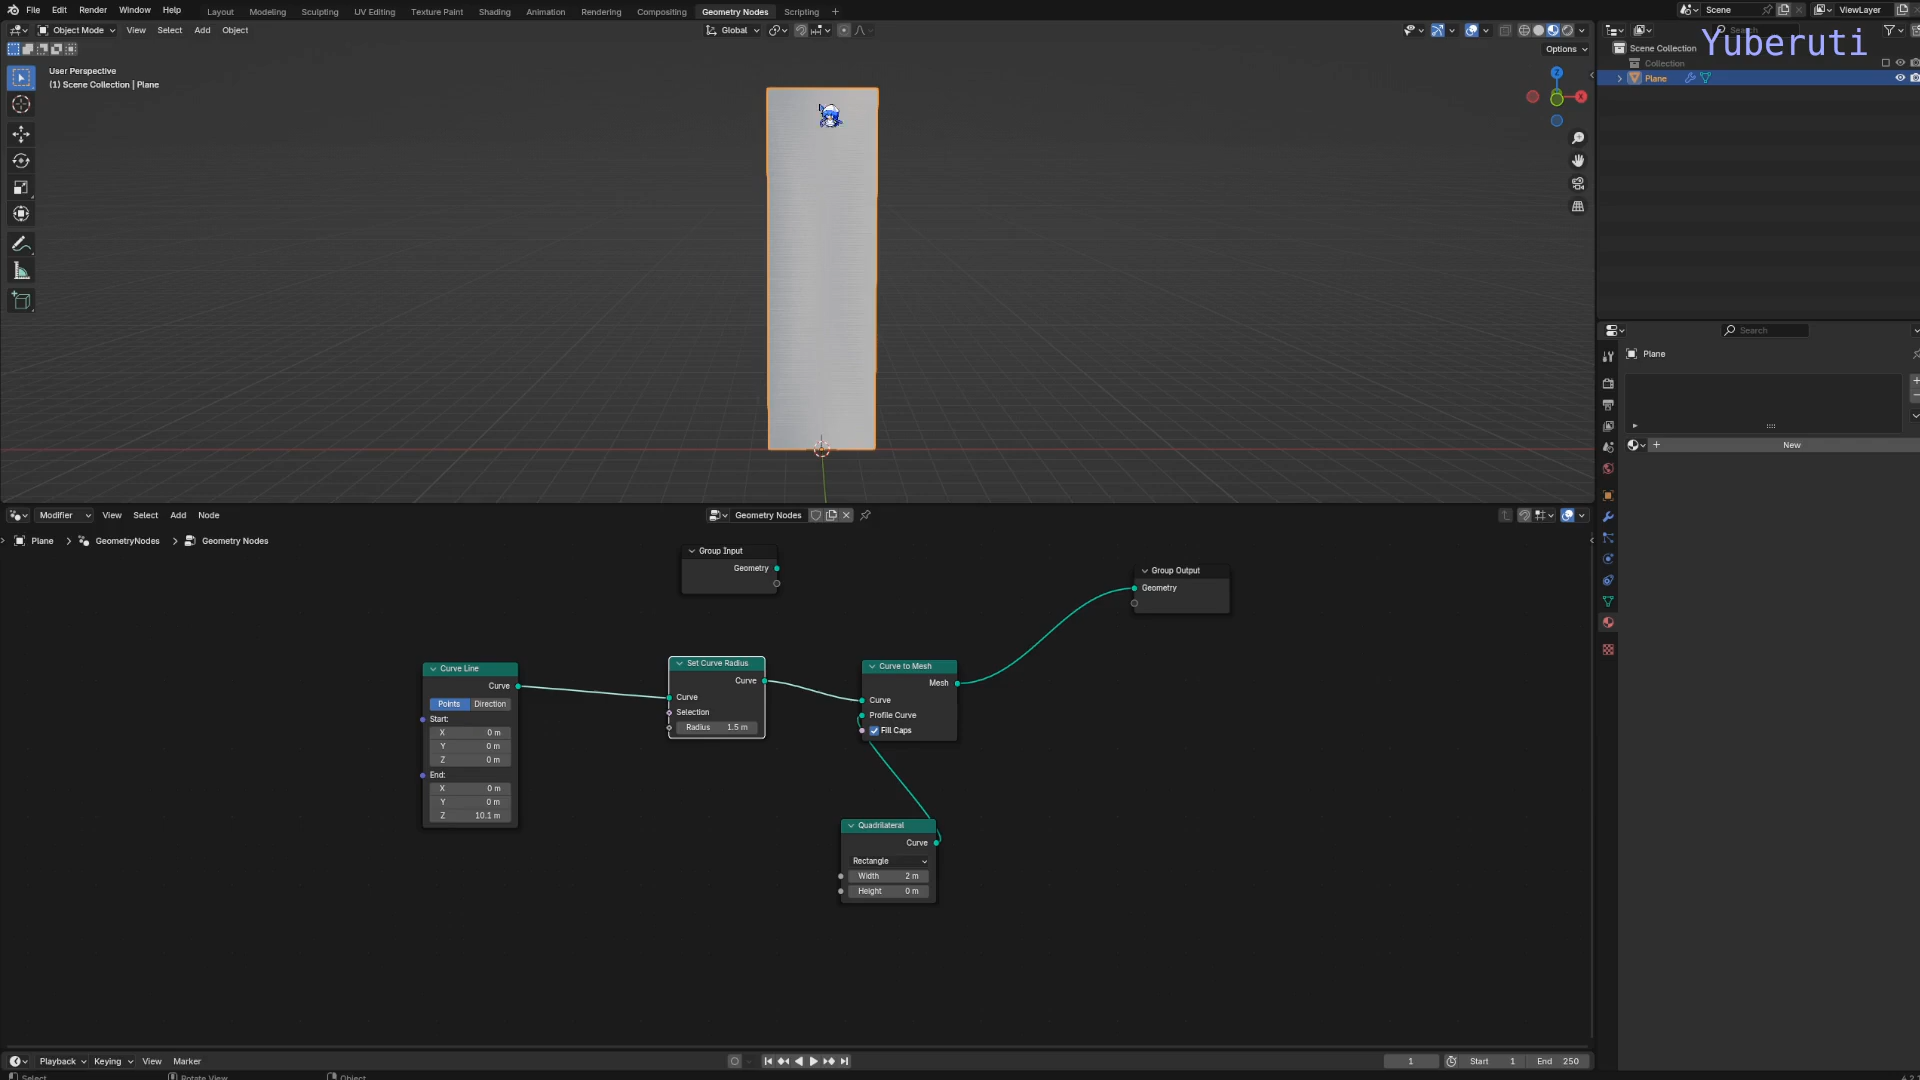 File Edit Render Window Help Layout Modeling Sculpting UV Editing Texture Paint Shading Animation Rendering Compositing Geometry Nodes Scripting + Scene ViewLayer
Object Mode View Select Add Object Global Search
Yuberuti
Options
Scene Collection
Collection
Plane
User Perspective
(1) Scene Collection | Plane
Z
X
Search
Plane
New
Modifier View Select Add Node Geometry Nodes
Plane > GeometryNodes > Geometry Nodes
Group Input
Geometry
Group Output
Geometry
Curve Line
Curve
Points Direction
Start:
X 0 m
Y 0 m
Z 0 m
End:
X 0 m
Y 0 m
Z 10.1 m
Set Curve Radius
Curve
Curve
Selection
Radius 1.5 m
Curve to Mesh
Mesh
Curve
Profile Curve
Fill Caps
Quadrilateral
Curve
Rectangle
Width 2 m
Height 0 m
Playback Keying View Marker 1 Start 1 End 250
Select Rotate View Object